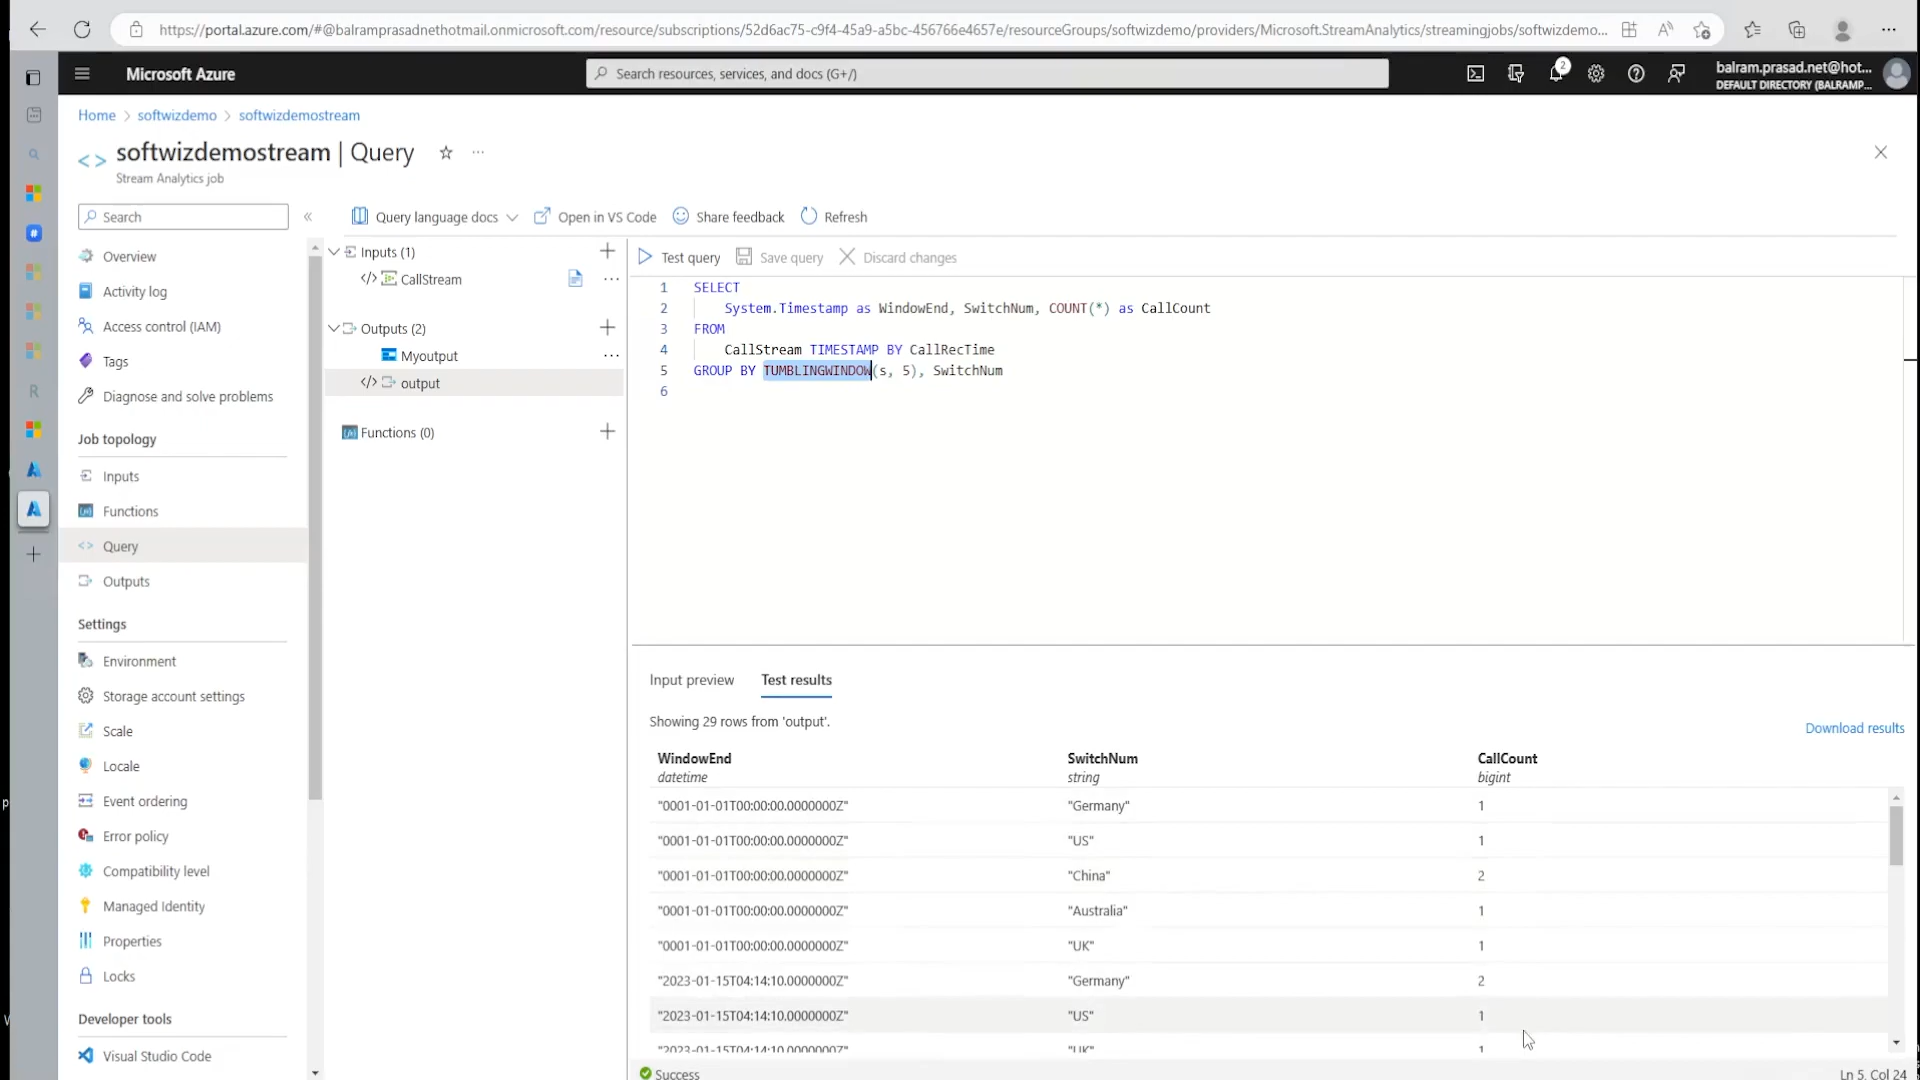 https://portal.azure.com/#@balramprasadnethotmail.onmicrosoft.com/resource/subscriptions/52d6ac75-c9f4-45a9-a5bc-456766e4657e/resourceGroups/softwizdemo/providers/Microsoft.StreamAnalytics/streamingjobs/softwizdemo...
Microsoft Azure
Search resources, services, and docs (G+/)
2
balram.prasad.net@hot...
DEFAULT DIRECTORY (BALRAMP...
Home > softwizdemo > softwizdemostream
softwizdemostream | Query
Stream Analytics job
Search
Overview
Activity log
Access control (IAM)
Tags
Diagnose and solve problems
Job topology
Inputs
Functions
Query
Outputs
Settings
Environment
Storage account settings
Scale
Locale
Event ordering
Error policy
Compatibility level
Managed Identity
Properties
Locks
Developer tools
Visual Studio Code
Query language docs
Open in VS Code
Share feedback
Refresh
Inputs (1)
CallStream
Outputs (2)
Myoutput
output
Functions (0)
Test query
Save query
Discard changes
1 SELECT
2 System.Timestamp as WindowEnd, SwitchNum, COUNT(*) as CallCount
3 FROM
4 CallStream TIMESTAMP BY CallRecTime
5 GROUP BY TUMBLINGWINDOW(s, 5), SwitchNum
6
Input preview
Test results
Showing 29 rows from 'output'.
Download results
WindowEnd SwitchNum CallCount
datetime string bigint
"0001-01-01T00:00:00.0000000Z" "Germany" 1
"0001-01-01T00:00:00.0000000Z" "US" 1
"0001-01-01T00:00:00.0000000Z" "China" 2
"0001-01-01T00:00:00.0000000Z" "Australia" 1
"0001-01-01T00:00:00.0000000Z" "UK" 1
"2023-01-15T04:14:10.0000000Z" "Germany" 2
"2023-01-15T04:14:10.0000000Z" "US" 1
"2023-01-15T04:14:10.0000000Z" "UK" 1
Success
Ln 5, Col 24